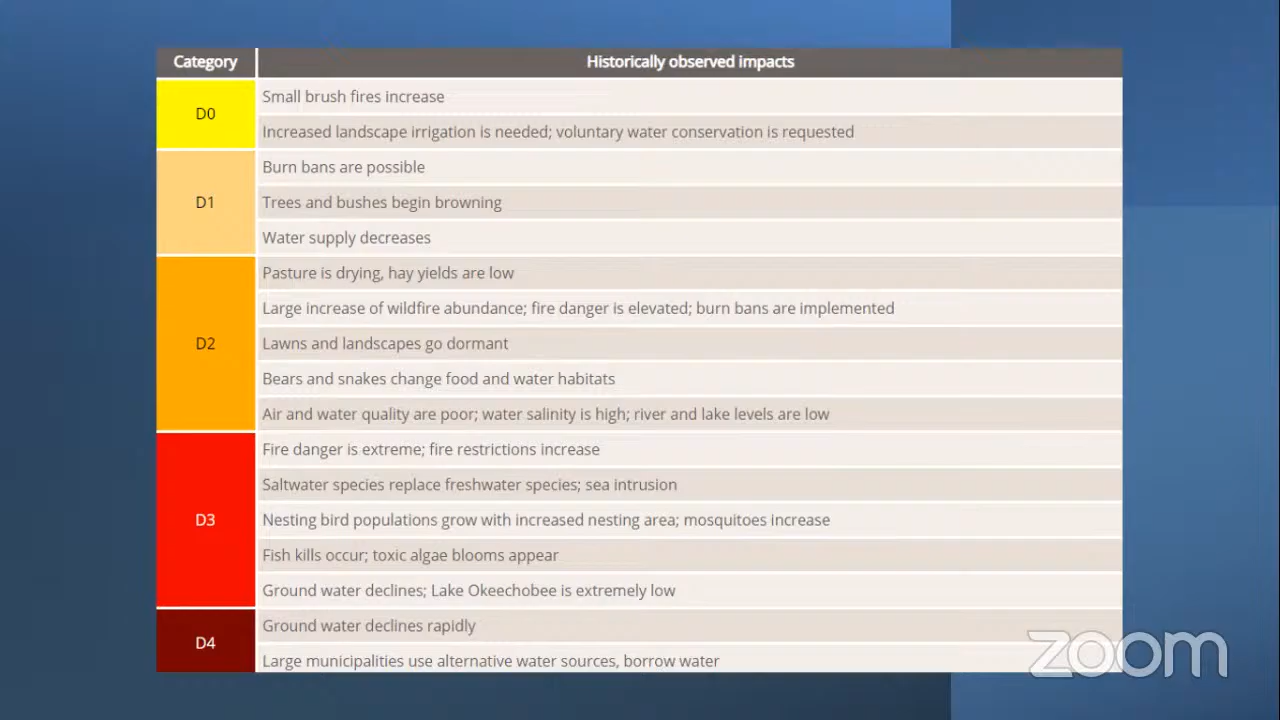 Category Historically observed impacts
D0
Small brush fires increase
Increased landscape irrigation is needed; voluntary water conservation is requested
D1
Burn bans are possible
Trees and bushes begin browning
Water supply decreases
D2
Pasture is drying, hay yields are low
Large increase of wildfire abundance; fire danger is elevated; burn bans are implemented
Lawns and landscapes go dormant
Bears and snakes change food and water habitats
Air and water quality are poor; water salinity is high; river and lake levels are low
D3
Fire danger is extreme; fire restrictions increase
Saltwater species replace freshwater species; sea intrusion
Nesting bird populations grow with increased nesting area; mosquitoes increase
Fish kills occur; toxic algae blooms appear
Ground water declines; Lake Okeechobee is extremely low
D4
Ground water declines rapidly
Large municipalities use alternative water sources, borrow water
zoom